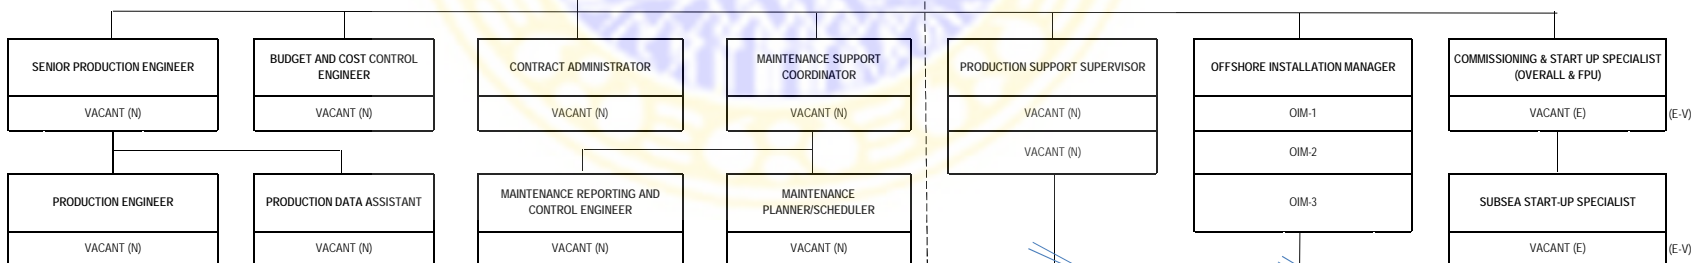 SENIOR PRODUCTION ENGINEER
VACANT (N)
BUDGET AND COST CONTROL
ENGINEER
VACANT (N)
CONTRACT ADMINISTRATOR
VACANT (N)
MAINTENANCE SUPPORT
COORDINATOR
VACANT (N)
PRODUCTION SUPPORT SUPERVISOR
VACANT (N)
VACANT (N)
OFFSHORE INSTALLATION MANAGER
OIM-1
OIM-2
OIM-3
COMMISSIONING & START UP SPECIALIST
(OVERALL & FPU)
VACANT (E)
(E-V)
PRODUCTION ENGINEER
VACANT (N)
PRODUCTION DATA ASSISTANT
VACANT (N)
MAINTENANCE REPORTING AND
CONTROL ENGINEER
VACANT (N)
MAINTENANCE
PLANNER/SCHEDULER
VACANT (N)
SUBSEA START-UP SPECIALIST
VACANT (E)
(E-V)